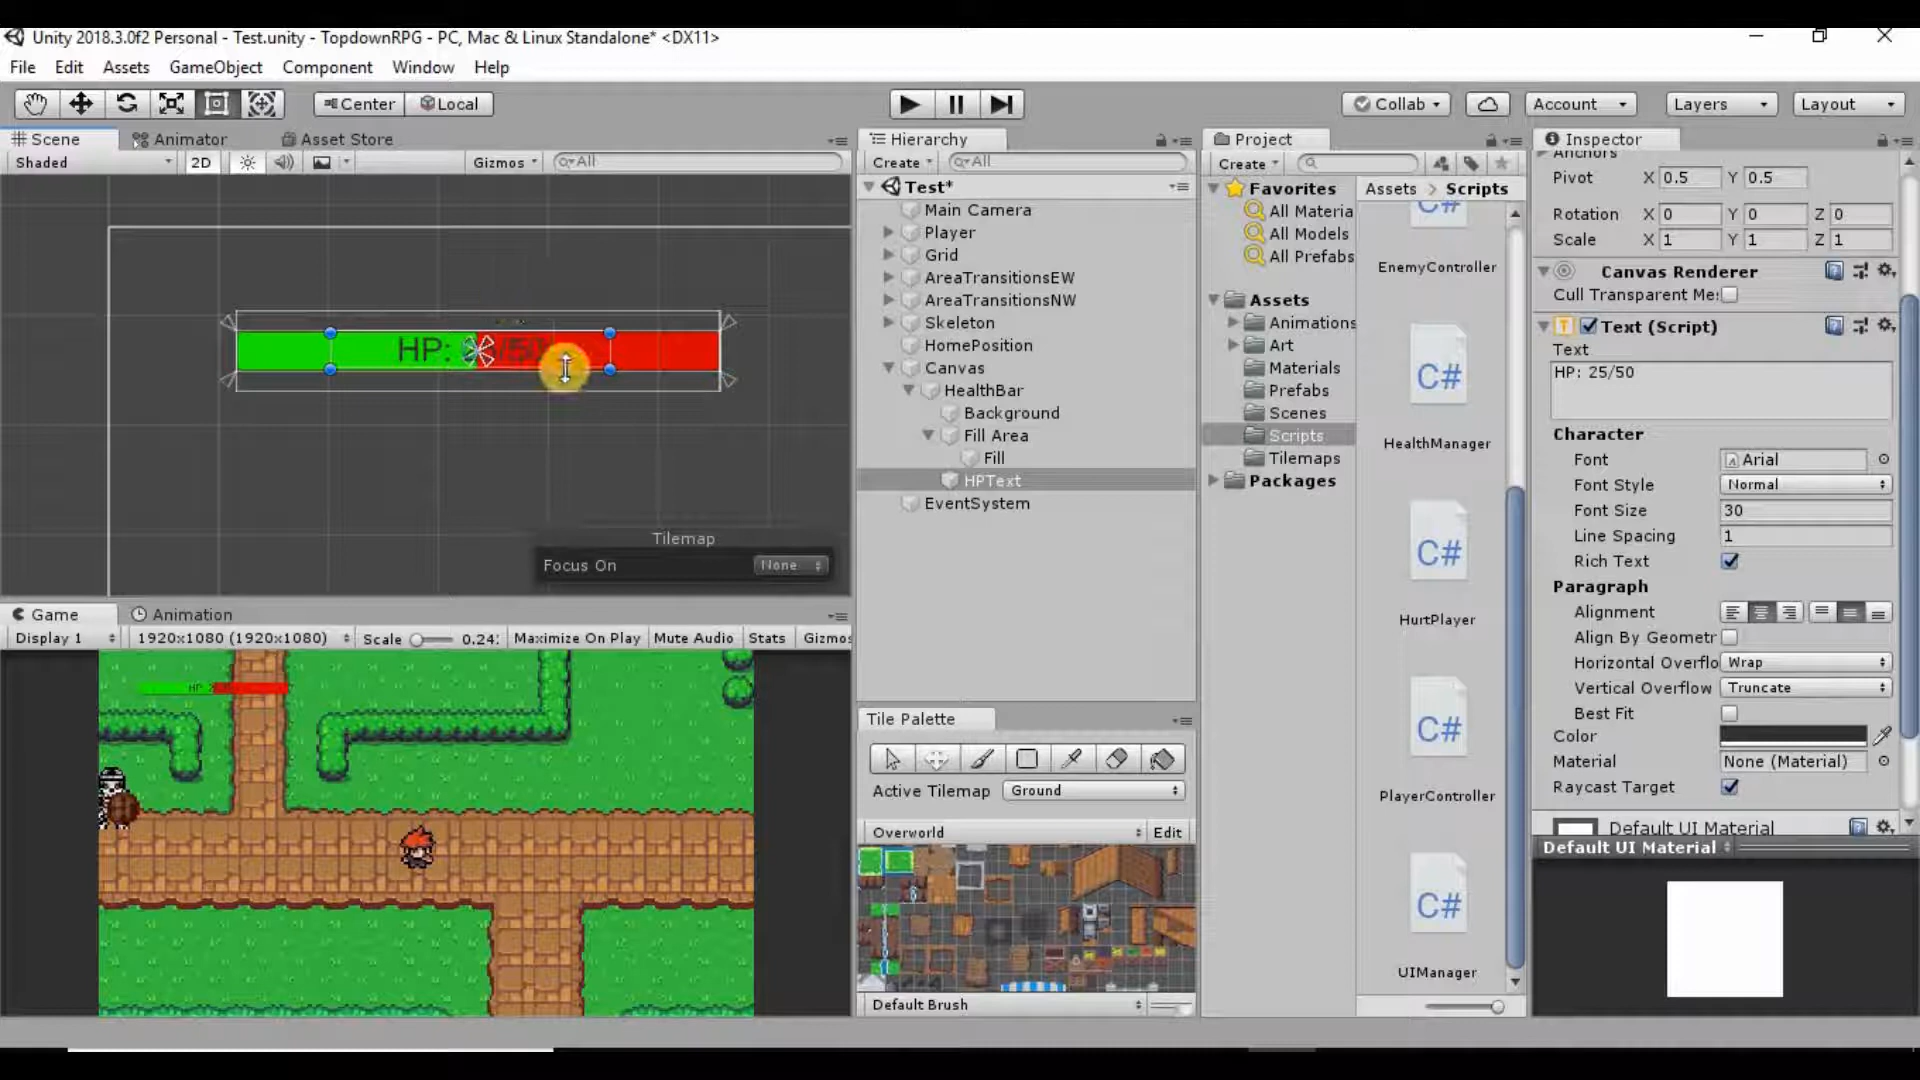 Unity 2018.3.0f2 Personal - Test.unity - TopdownRPG - PC, Mac & Linux Standalone* <DX11>
File Edit Assets GameObject Component Window Help
Center Local
Collab Account Layers Layout
Scene Animator Asset Store
Shaded 2D Gizmos All
HP: /50
Tilemap
Focus On None
Game Animation
Display 1 1920x1080 (1920x1080) Scale 0.24: Maximize On Play Mute Audio Stats Gizmos
HP
Hierarchy
Create All
Test*
Main Camera
Player
Grid
AreaTransitionsEW
AreaTransitionsNW
Skeleton
HomePosition
Canvas
HealthBar
Background
Fill Area
Fill
HPText
EventSystem
Tile Palette
Active Tilemap Ground
Overworld Edit
Default Brush
Project
Create
Favorites
All Materia
All Models
All Prefabs
Assets
Animations
Art
Materials
Prefabs
Scenes
Scripts
Tilemaps
Packages
Assets > Scripts
C#
EnemyController
C#
HealthManager
C#
HurtPlayer
C#
PlayerController
C#
UIManager
Inspector
Anchors
Pivot X 0.5 Y 0.5
Rotation X 0 Y 0 Z 0
Scale X 1 Y 1 Z 1
Canvas Renderer
Cull Transparent Me:
Text (Script)
Text
HP: 25/50
Character
Font Arial
Font Style Normal
Font Size 30
Line Spacing 1
Rich Text
Paragraph
Alignment
Align By Geometr
Horizontal Overflo Wrap
Vertical Overflow Truncate
Best Fit
Color
Material None (Material)
Raycast Target
Default UI Material
Default UI Material